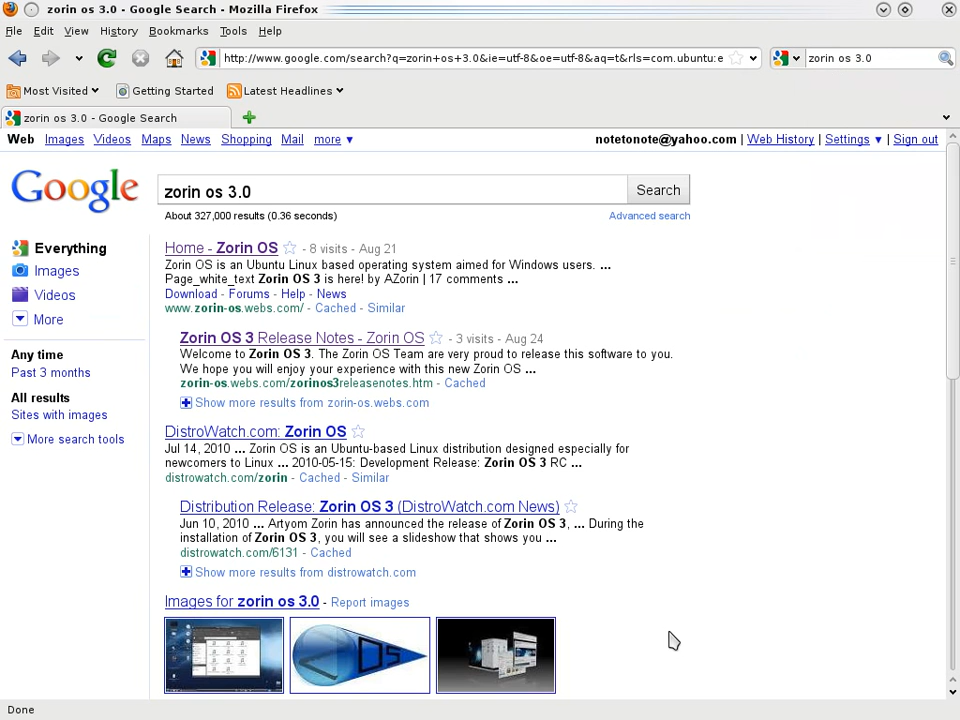 zorin os 3.0 - Google Search - Mozilla Firefox
File Edit View History Bookmarks Tools Help
http://www.google.com/search?q=zorin+os+3.0&ie=utf-8&oe=utf-8&aq=t&rls=com.ubuntu:e
zorin os 3.0
Most Visited Getting Started Latest Headlines
zorin os 3.0 - Google Search
Web Images Videos Maps News Shopping Mail more ▼
notetonote@yahoo.com | Web History | Settings ▼ | Sign out
Google
zorin os 3.0
Search
About 327,000 results (0.36 seconds)
Advanced search
Everything
Images
Videos
More
Any time
Past 3 months
All results
Sites with images
More search tools
Home - Zorin OS - 8 visits - Aug 21
Zorin OS is an Ubuntu Linux based operating system aimed for Windows users. ...
Page_white_text Zorin OS 3 is here! by AZorin | 17 comments ...
Download - Forums - Help - News
www.zorin-os.webs.com/ - Cached - Similar
Zorin OS 3 Release Notes - Zorin OS - 3 visits - Aug 24
Welcome to Zorin OS 3. The Zorin OS Team are very proud to release this software to you.
We hope you will enjoy your experience with this new Zorin OS ...
zorin-os.webs.com/zorinos3releasenotes.htm - Cached
Show more results from zorin-os.webs.com
DistroWatch.com: Zorin OS
Jul 14, 2010 ... Zorin OS is an Ubuntu-based Linux distribution designed especially for
newcomers to Linux ... 2010-05-15: Development Release: Zorin OS 3 RC ...
distrowatch.com/zorin - Cached - Similar
Distribution Release: Zorin OS 3 (DistroWatch.com News)
Jun 10, 2010 ... Artyom Zorin has announced the release of Zorin OS 3, ... During the
installation of Zorin OS 3, you will see a slideshow that shows you ...
distrowatch.com/6131 - Cached
Show more results from distrowatch.com
Images for zorin os 3.0 - Report images
Done